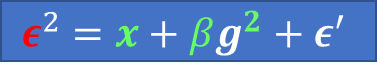 ϵ² = x + βg² + ϵ′